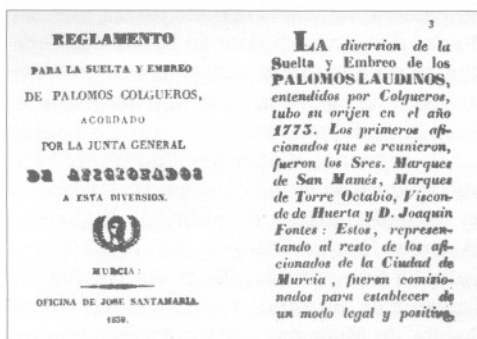 REGLAMENTO
PARA LA SUELTA Y EMBREO
DE PALOMOS COLGUEROS,
ACORDADO
POR LA JUNTA GENERAL
DE AFICIONADOS
A ESTA DIVERSION.
MURCIA:
OFICINA DE JOSE SANTAMARIA.
3
LA diversion de la
Suelta y Embreo de los
PALOMOS LAUDINOS,
entendidos por Colgueros,
tubo su orijen en el año
1773. Los primeros afi-
cionados que se reunieron,
fueron los Sres. Marques
de San Mamés, Marques
de Torre Octabio, Viscon-
de de Huerta y D. Joaquin
Fontes: Estos, represen-
tando al resto de los afi-
cionados de la Ciudad de
Murcia, fueron comisio-
nados para establecer de
un modo legal y positivo,